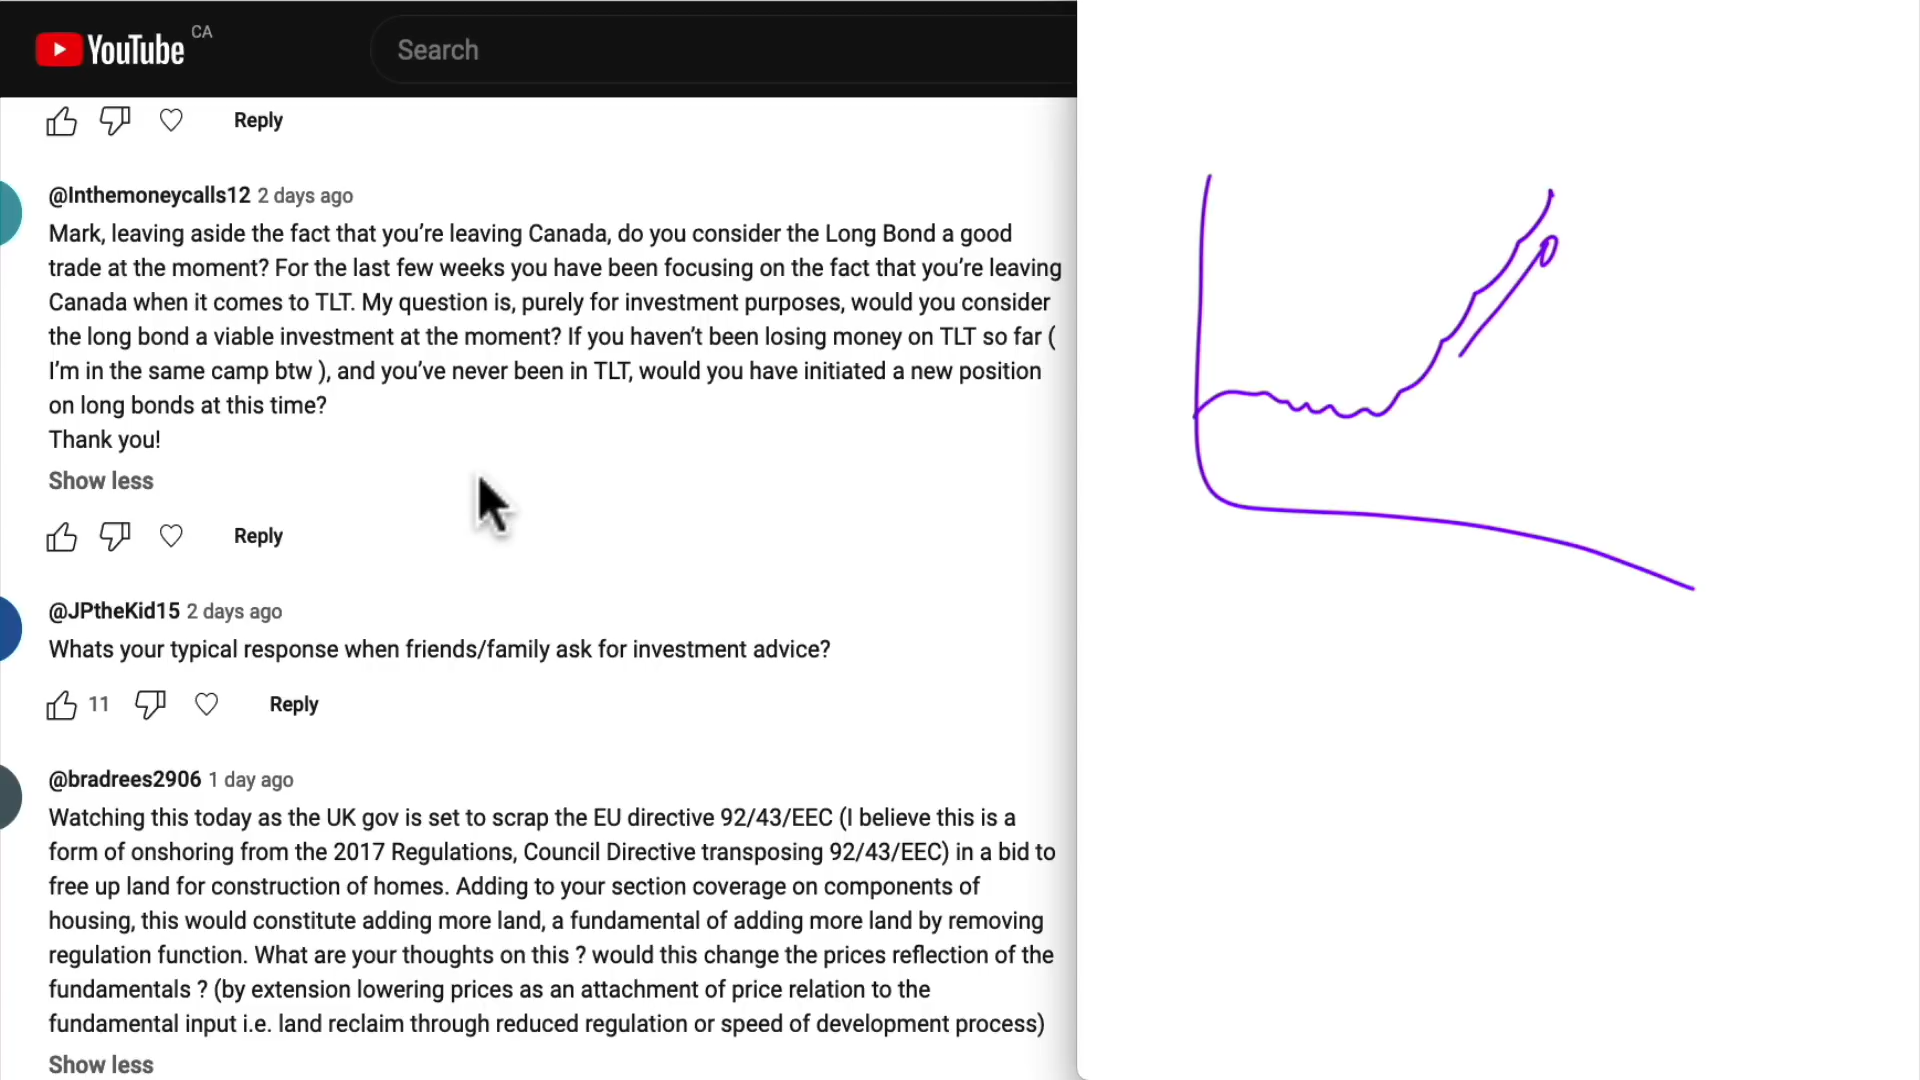 YouTube CA
Search
Reply
@Inthemoneycalls12 2 days ago
Mark, leaving aside the fact that you’re leaving Canada, do you consider the Long Bond a good
trade at the moment? For the last few weeks you have been focusing on the fact that you’re leaving
Canada when it comes to TLT. My question is, purely for investment purposes, would you consider
the long bond a viable investment at the moment? If you haven’t been losing money on TLT so far (
I’m in the same camp btw ), and you’ve never been in TLT, would you have initiated a new position
on long bonds at this time?
Thank you!
Show less
Reply
@JPtheKid15 2 days ago
Whats your typical response when friends/family ask for investment advice?
11 Reply
@bradrees2906 1 day ago
Watching this today as the UK gov is set to scrap the EU directive 92/43/EEC (I believe this is a
form of onshoring from the 2017 Regulations, Council Directive transposing 92/43/EEC) in a bid to
free up land for construction of homes. Adding to your section coverage on components of
housing, this would constitute adding more land, a fundamental of adding more land by removing
regulation function. What are your thoughts on this ? would this change the prices reflection of the
fundamentals ? (by extension lowering prices as an attachment of price relation to the
fundamental input i.e. land reclaim through reduced regulation or speed of development process)
Show less